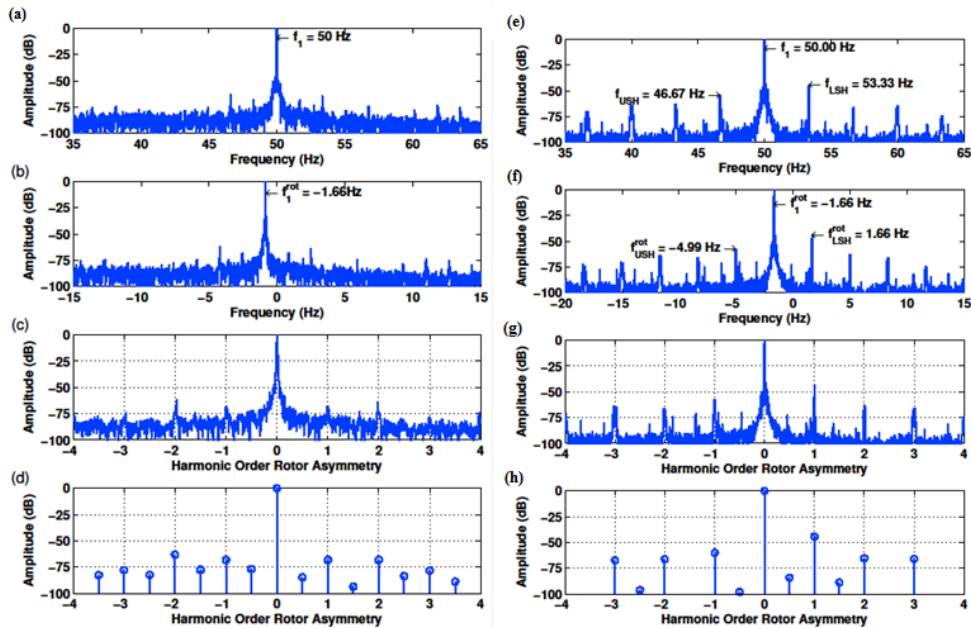 (a)
Amplitude (dB)
0
−25
−50
−75
−100
f1 = 50 Hz
35 40 45 50 55 60 65
Frequency (Hz)
(b)
Amplitude (dB)
0
−25
−50
−75
−100
f1^rot = −1.66Hz
−15 −10 −5 0 5 10 15
Frequency (Hz)
(c)
Amplitude (dB)
0
−25
−50
−75
−100
−4 −3 −2 −1 0 1 2 3 4
Harmonic Order Rotor Asymmetry
(d)
Amplitude (dB)
0
−25
−50
−75
−100
−4 −3 −2 −1 0 1 2 3 4
Harmonic Order Rotor Asymmetry
(e)
Amplitude (dB)
0
−25
−50
−75
−100
f1 = 50.00 Hz
fUSH = 46.67 Hz
fLSH = 53.33 Hz
35 40 45 50 55 60 65
Frequency (Hz)
(f)
Amplitude (dB)
0
−25
−50
−75
−100
f1^rot = −1.66 Hz
fUSH^rot = −4.99 Hz
fLSH^rot 1.66 Hz
−20 −15 −10 −5 0 5 10 15
Frequency (Hz)
(g)
Amplitude (dB)
0
−25
−50
−75
−100
−4 −3 −2 −1 0 1 2 3 4
Harmonic Order Rotor Asymmetry
(h)
Amplitude (dB)
0
−25
−50
−75
−100
−4 −3 −2 −1 0 1 2 3 4
Harmonic Order Rotor Asymmetry